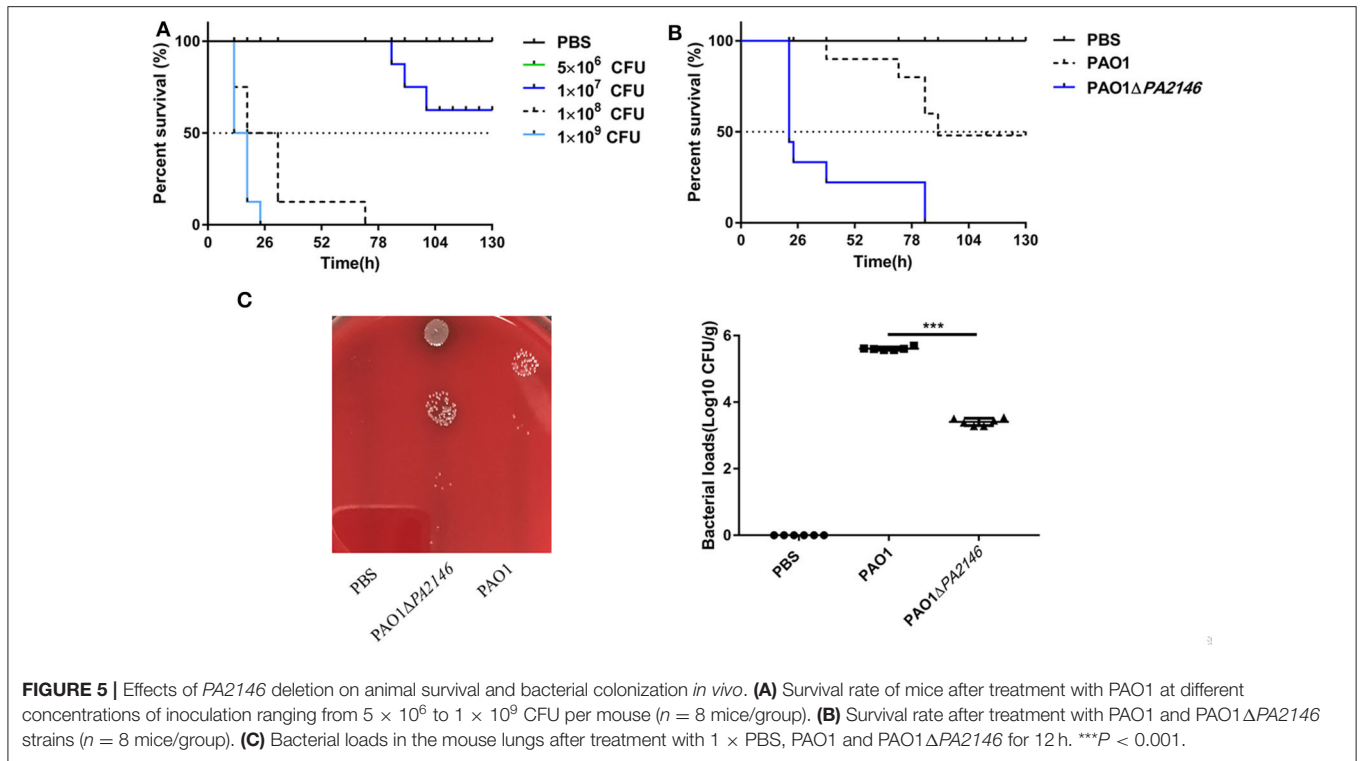 A
Percent survival (%)
100
50
0
0 26 52 78 104 130
Time(h)
PBS
5×10⁶ CFU
1×10⁷ CFU
1×10⁸ CFU
1×10⁹ CFU
B
Percent survival (%)
100
50
0
0 26 52 78 104 130
Time(h)
PBS
PAO1
PAO1ΔPA2146
C
PBS
PAO1ΔPA2146
PAO1
Bacterial loads(Log10 CFU/g)
6
4
2
0
***
PBS
PAO1
PAO1ΔPA2146
FIGURE 5 | Effects of PA2146 deletion on animal survival and bacterial colonization in vivo. (A) Survival rate of mice after treatment with PAO1 at different
concentrations of inoculation ranging from 5 × 10⁶ to 1 × 10⁹ CFU per mouse (n = 8 mice/group). (B) Survival rate after treatment with PAO1 and PAO1ΔPA2146
strains (n = 8 mice/group). (C) Bacterial loads in the mouse lungs after treatment with 1 × PBS, PAO1 and PAO1ΔPA2146 for 12 h. ***P < 0.001.